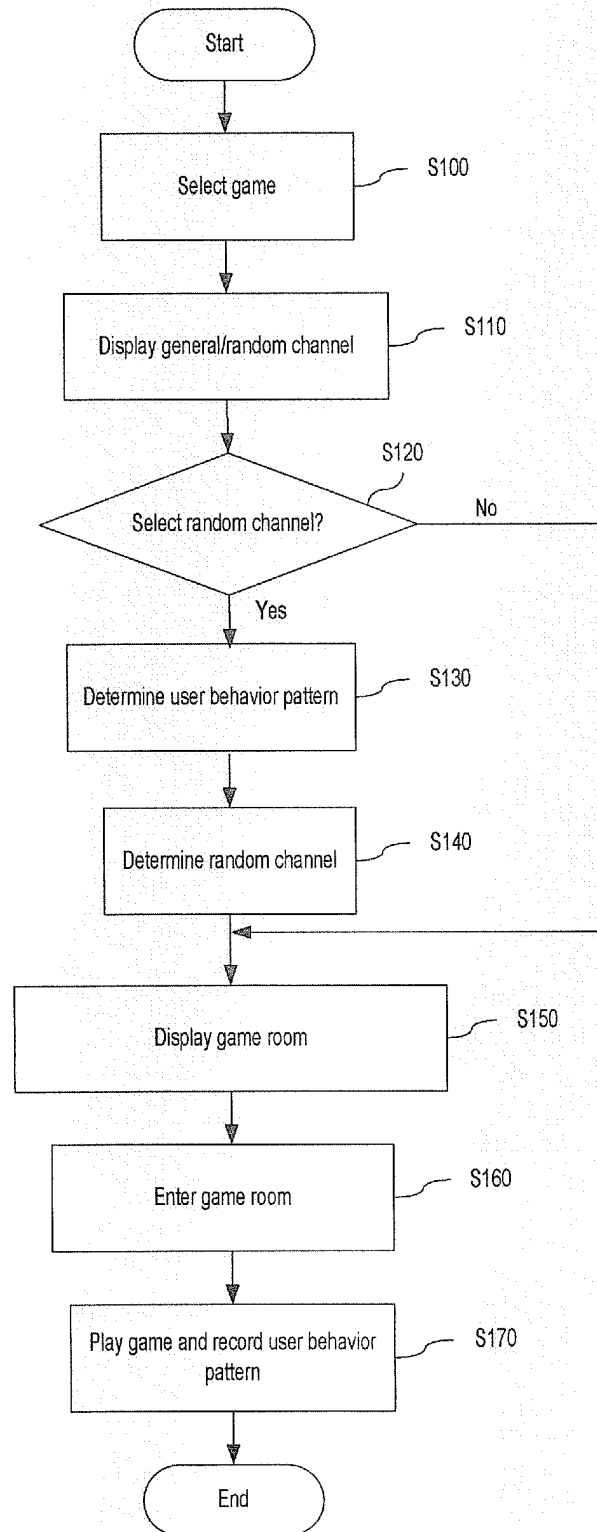 Start
Select game
S100
Display general/random channel
S110
S120
Select random channel?
No
Yes
Determine user behavior pattern
S130
Determine random channel
S140
Display game room
S150
Enter game room
S160
Play game and record user behavior
pattern
S170
End